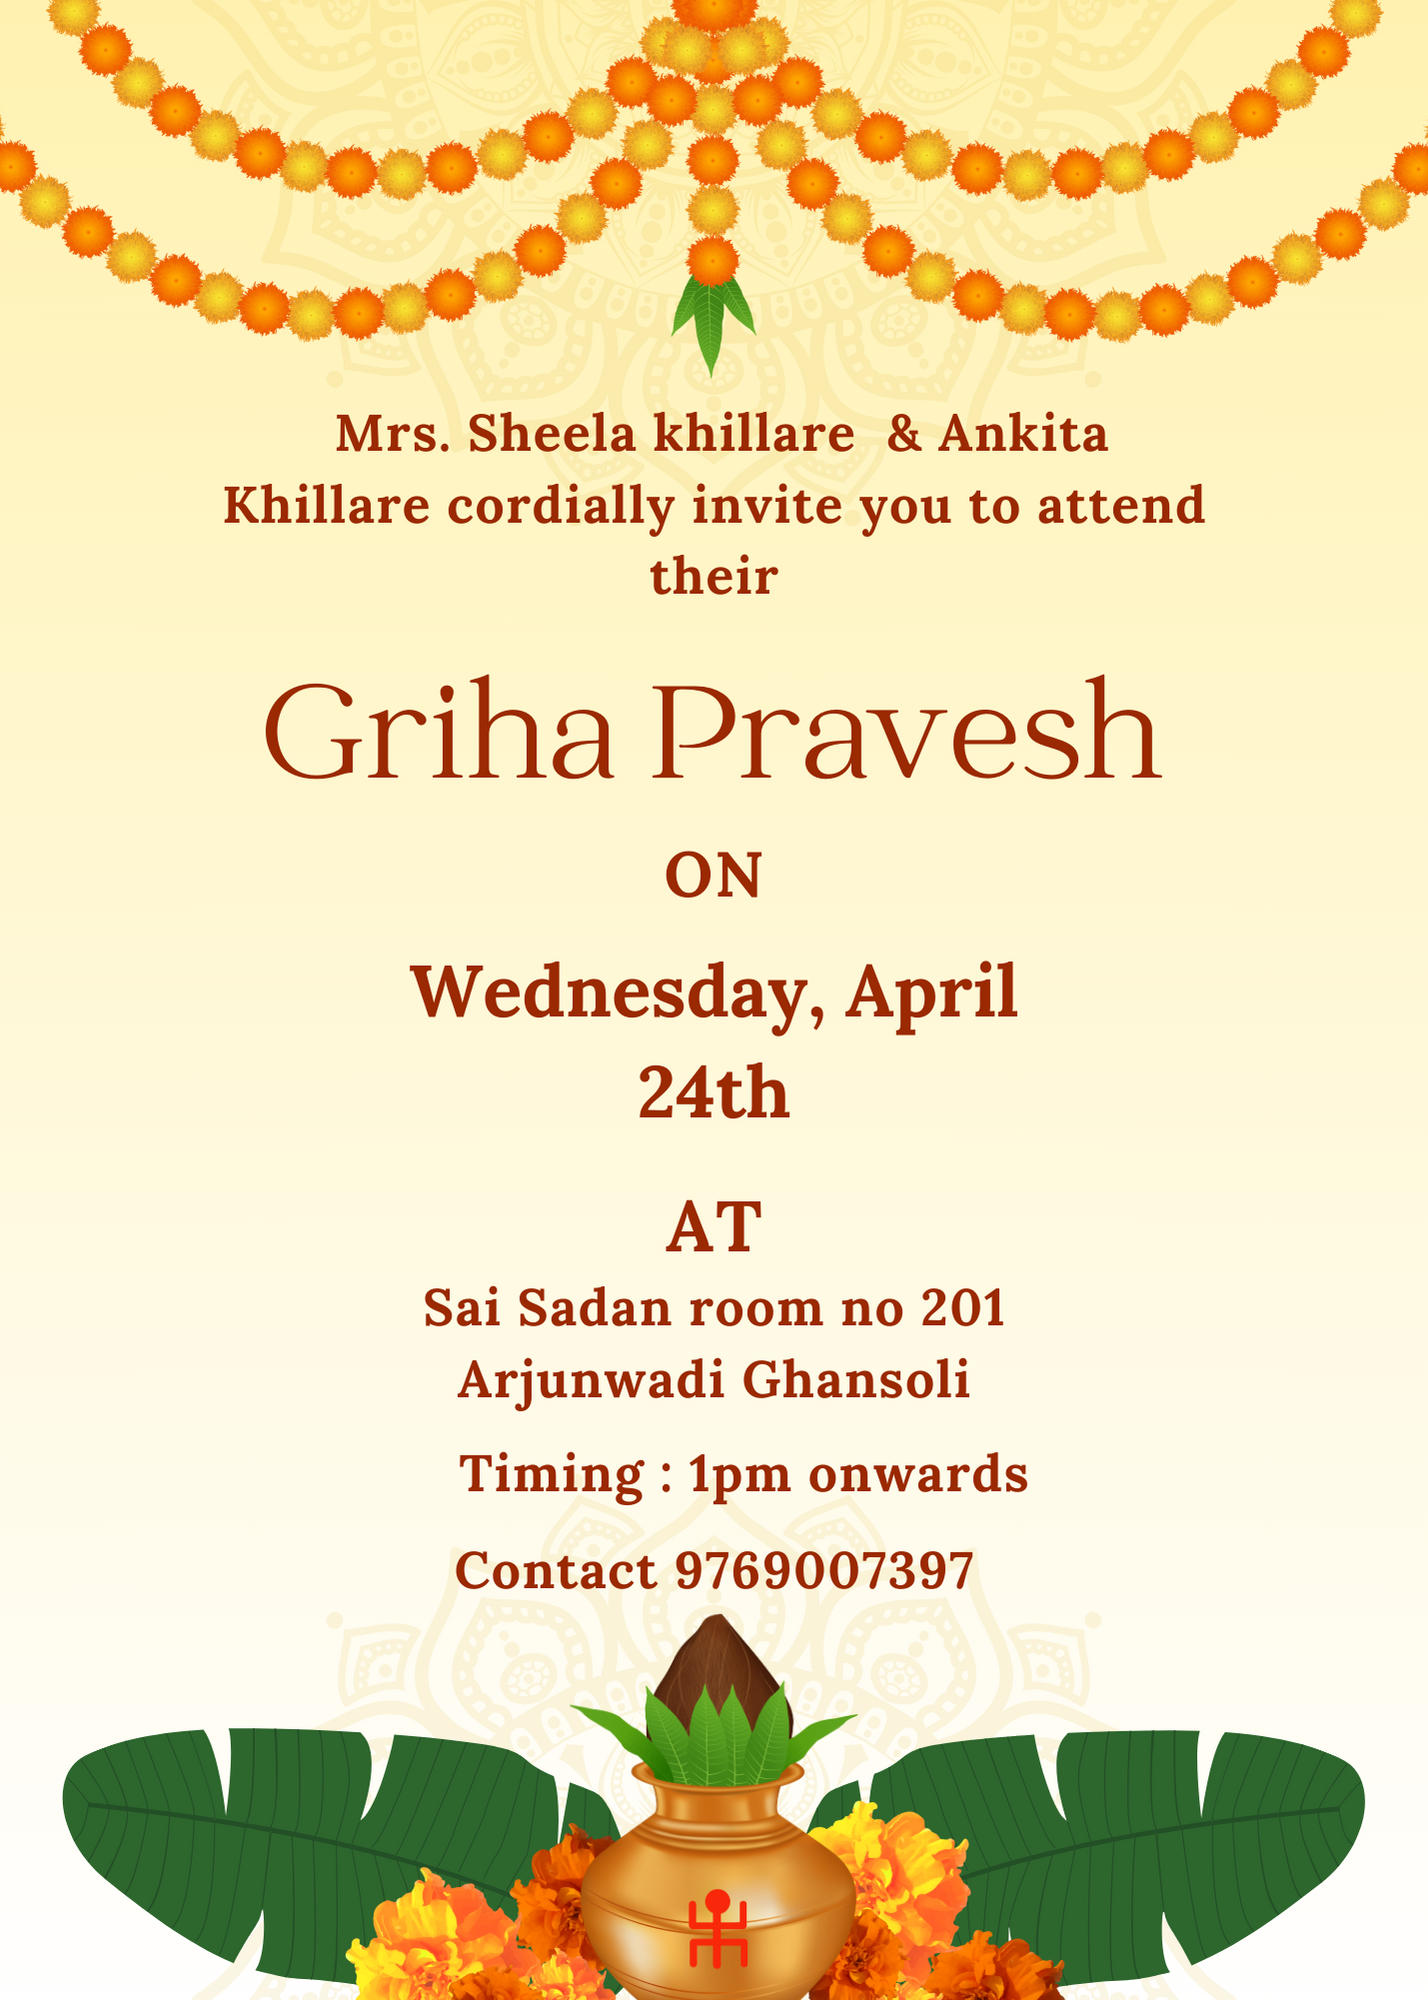 Mrs. Sheela khillare & Ankita
Khillare cordially invite you to attend
their
Griha Pravesh
ON
Wednesday, April
24th
AT
Sai Sadan room no 201
Arjunwadi Ghansoli
Timing : 1pm onwards
Contact 9769007397